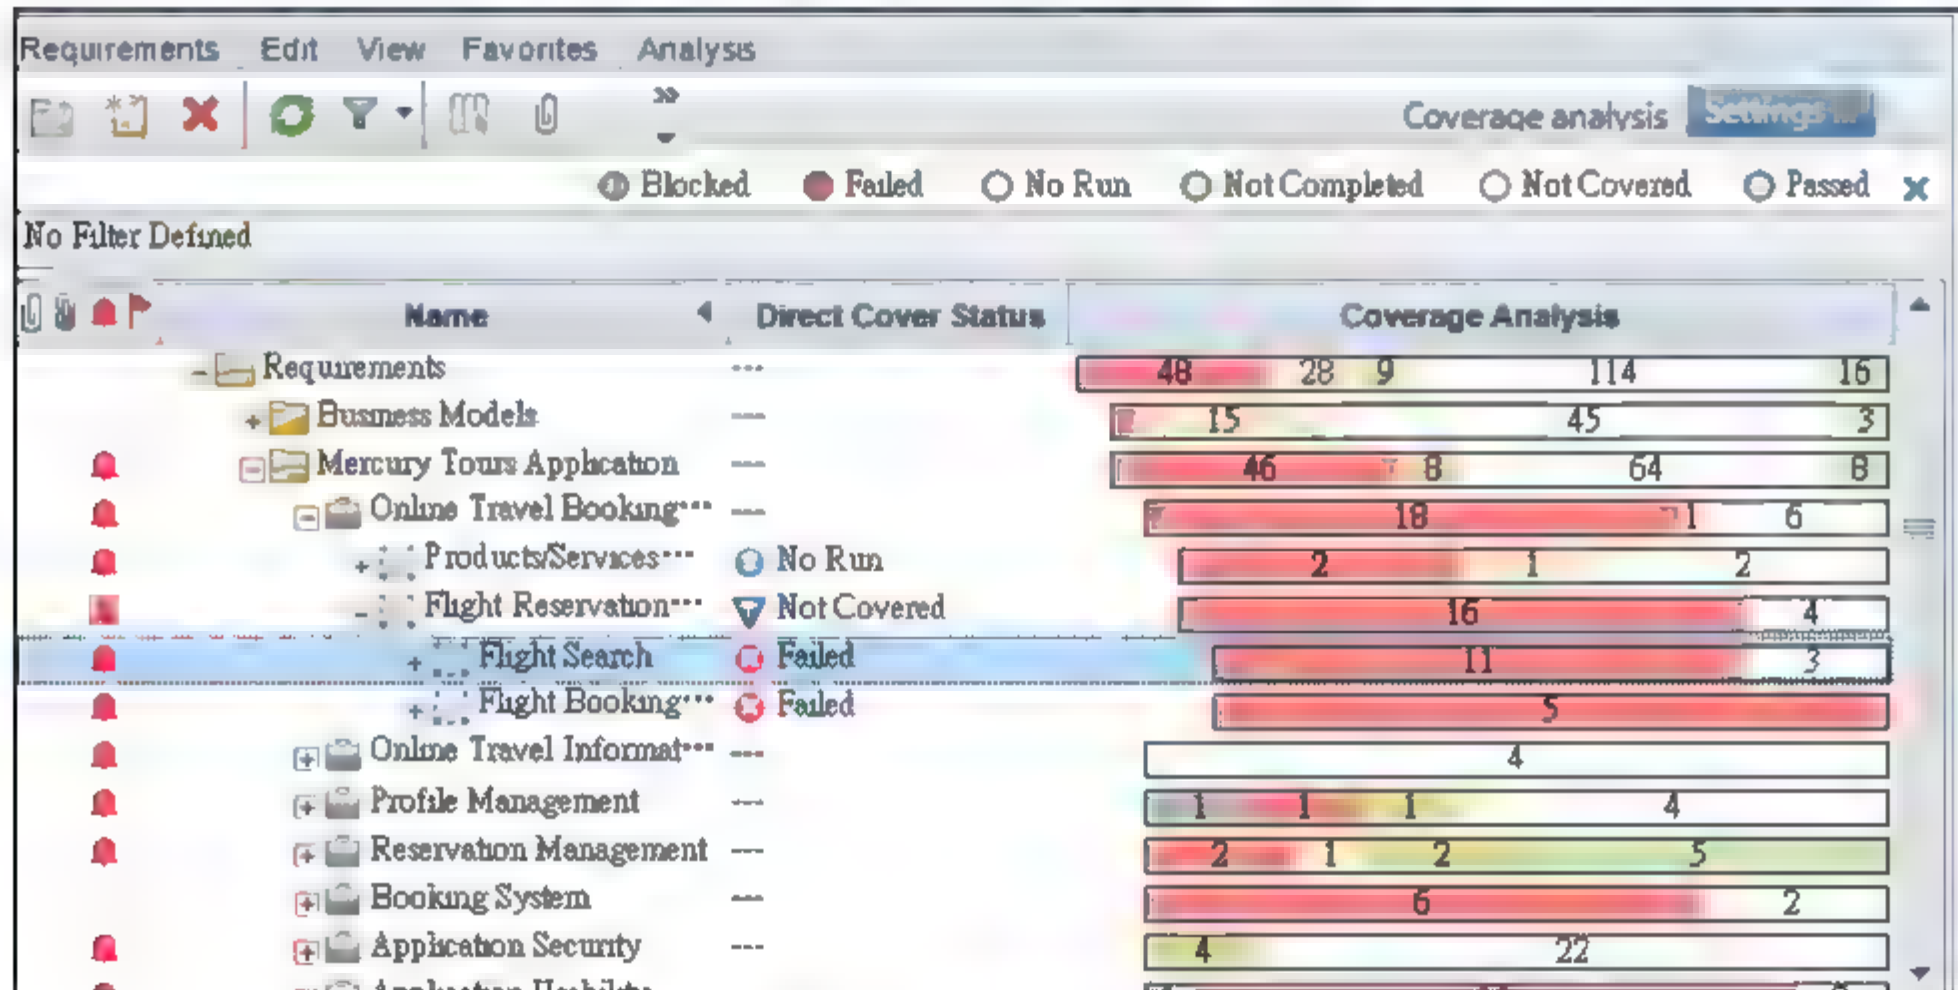 Requirements Edit View Favorites Analysis
Coverage analysis Settings
Blocked Failed No Run Not Completed Not Covered Passed
No Filter Defined
Name Direct Cover Status Coverage Analysis
Requirements --- 48 28 9 114 16
Business Models --- 15 45 3
Mercury Tours Application --- 46 8 64 8
Online Travel Booking... --- 18 1 6
Products/Services... No Run 2 1 2
Flight Reservation... Not Covered 16 4
Flight Search Failed 11 3
Flight Booking... Failed 5
Online Travel Informat... --- 4
Profile Management --- 1 1 1 4
Reservation Management --- 2 1 2 5
Booking System --- 6 2
Application Security --- 4 22